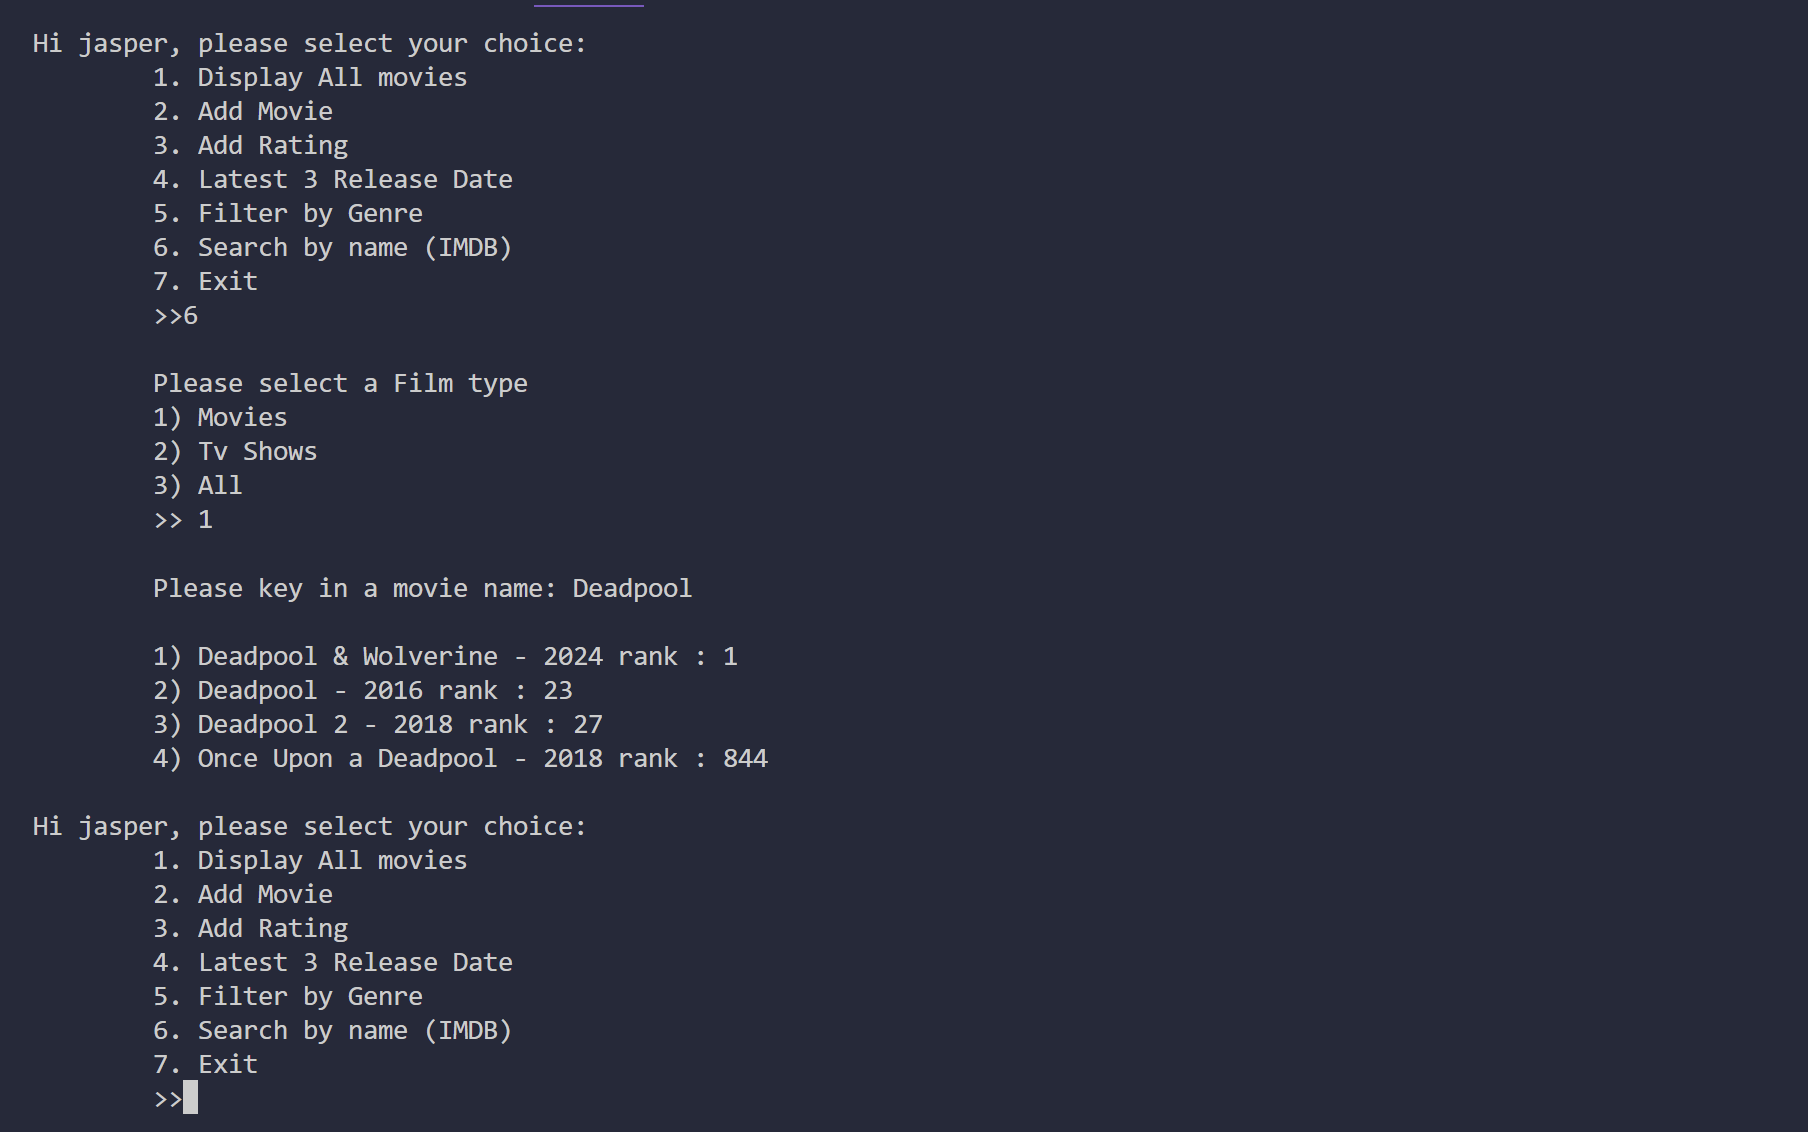 Hi jasper, please select your choice:
1. Display All movies
2. Add Movie
3. Add Rating
4. Latest 3 Release Date
5. Filter by Genre
6. Search by name (IMDB)
7. Exit
>>6
Please select a Film type
1) Movies
2) Tv Shows
3) All
>> 1
Please key in a movie name: Deadpool
1) Deadpool & Wolverine - 2024 rank : 1
2) Deadpool - 2016 rank : 23
3) Deadpool 2 - 2018 rank : 27
4) Once Upon a Deadpool - 2018 rank : 844
Hi jasper, please select your choice:
1. Display All movies
2. Add Movie
3. Add Rating
4. Latest 3 Release Date
5. Filter by Genre
6. Search by name (IMDB)
7. Exit
>>